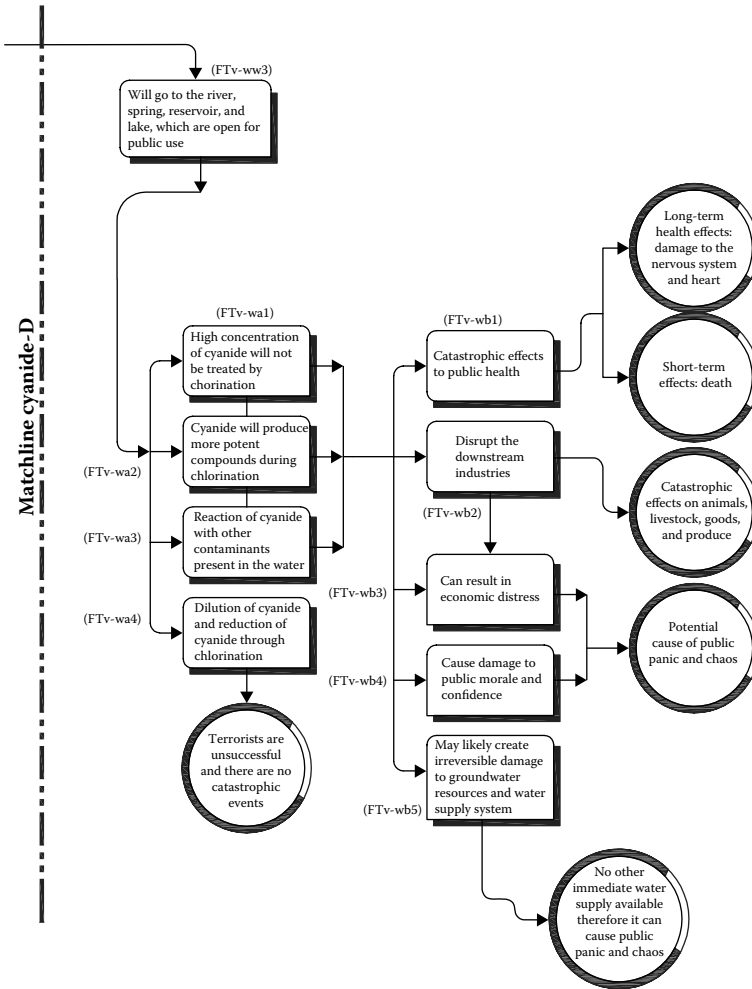 (FTv-ww3)
Will go to the river,
spring, reservoir, and
lake, which are open for
public use
Matchline cyanide-D
(FTv-wa1)
High concentration
of cyanide will not
be treated by
chorination
(FTv-wa2)
Cyanide will produce
more potent
compounds during
chlorination
(FTv-wa3)
Reaction of cyanide
with other
contaminants
present in the water
(FTv-wa4)
Dilution of cyanide
and reduction of
cyanide through
chlorination
Terrorists are
unsuccessful
and there are no
catastrophic
events
(FTv-wb1)
Catastrophic effects
to public health
Long-term
health effects:
damage to the
nervous system
and heart
Short-term
effects: death
Disrupt the
downstream
industries
(FTv-wb2)
Catastrophic
effects on animals,
livestock, goods,
and produce
(FTv-wb3)
Can result in
economic distress
(FTv-wb4)
Cause damage to
public morale and
confidence
Potential
cause of public
panic and chaos
May likely create
irreversible damage
to groundwater
resources and water
supply system
(FTv-wb5)
No other
immediate water
supply available
therefore it can
cause public
panic and chaos